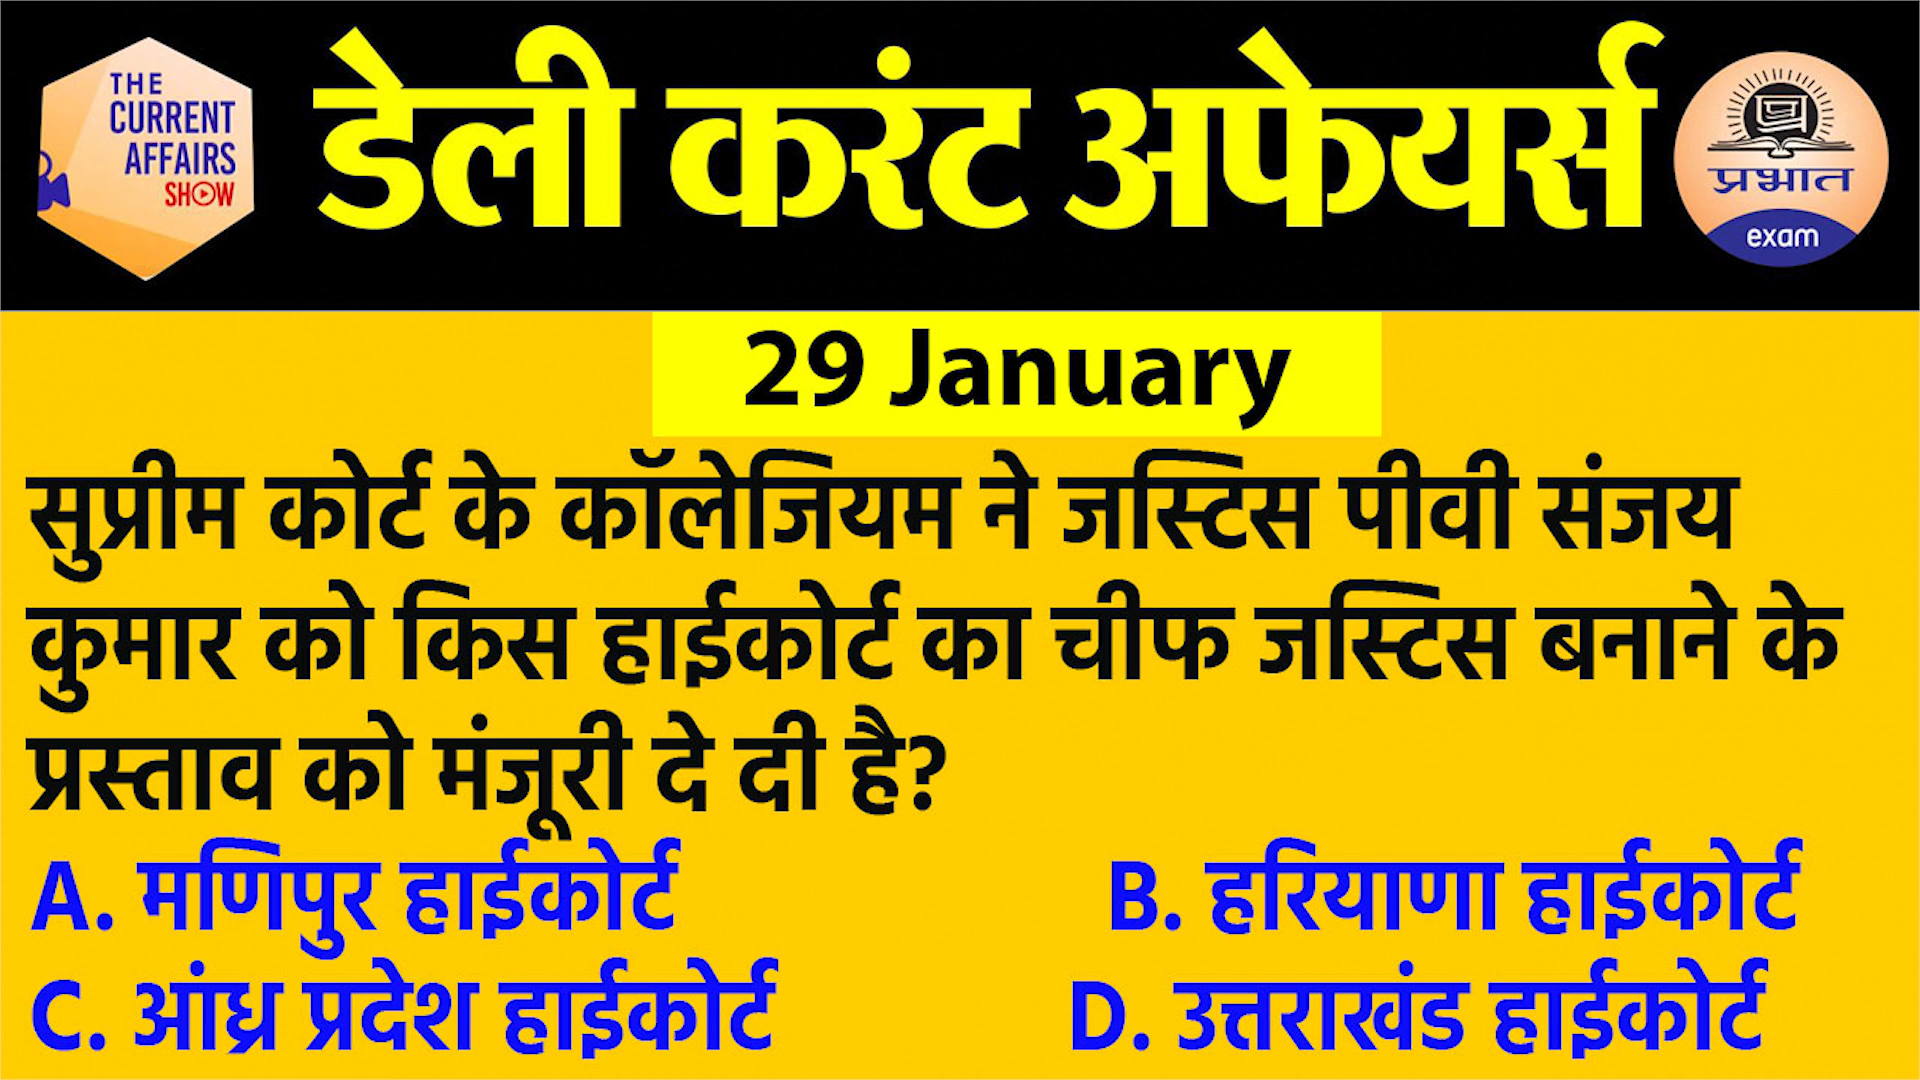 THE
CURRENT
AFFAIRS
SHOW
डेली करंट अफेयर्स
प्रभात
exam
29 January
सुप्रीम कोर्ट के कॉलेजियम ने जस्टिस पीवी संजय
कुमार को किस हाईकोर्ट का चीफ जस्टिस बनाने के
प्रस्ताव को मंजूरी दे दी है?
A. मणिपुर हाईकोर्ट B. हरियाणा हाईकोर्ट
C. आंध्र प्रदेश हाईकोर्ट D. उत्तराखंड हाईकोर्ट